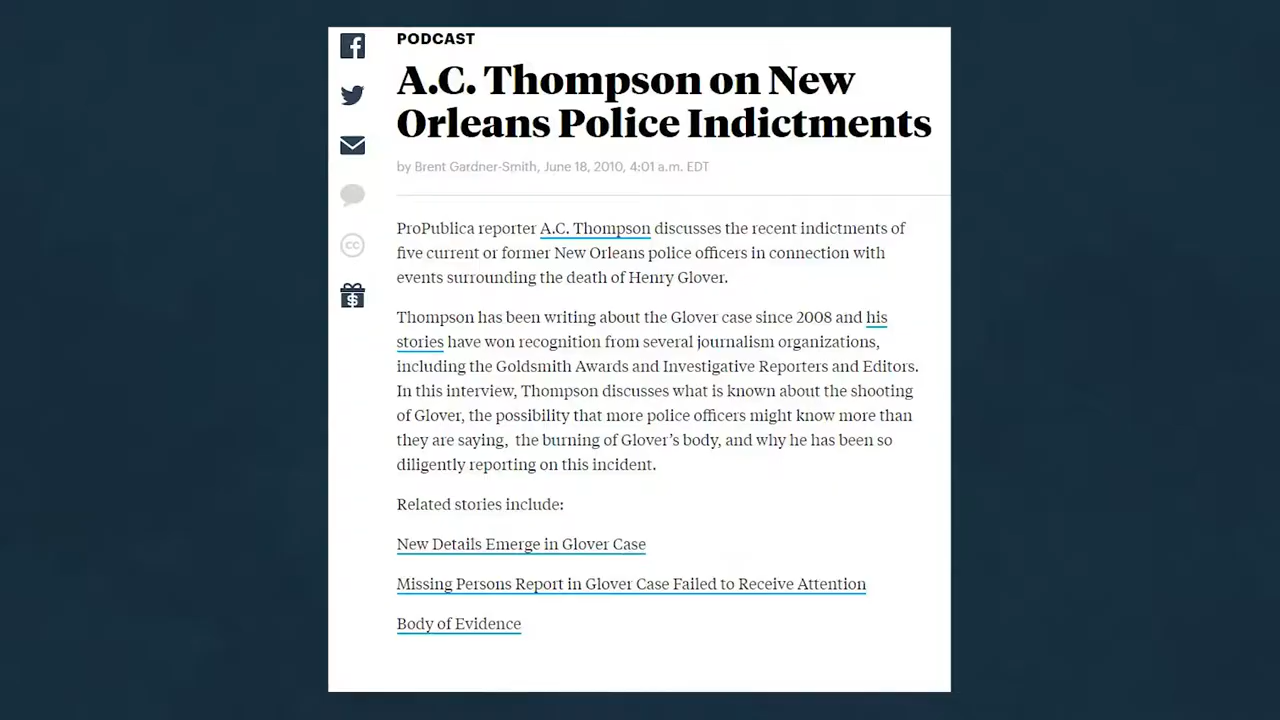 PODCAST
A.C. Thompson on New
Orleans Police Indictments
by Brent Gardner-Smith, June 18, 2010, 4:01 a.m. EDT
ProPublica reporter A.C. Thompson discusses the recent indictments of
five current or former New Orleans police officers in connection with
events surrounding the death of Henry Glover.
Thompson has been writing about the Glover case since 2008 and his
stories have won recognition from several journalism organizations,
including the Goldsmith Awards and Investigative Reporters and Editors.
In this interview, Thompson discusses what is known about the shooting
of Glover, the possibility that more police officers might know more than
they are saying,  the burning of Glover’s body, and why he has been so
diligently reporting on this incident.
Related stories include:
New Details Emerge in Glover Case
Missing Persons Report in Glover Case Failed to Receive Attention
Body of Evidence